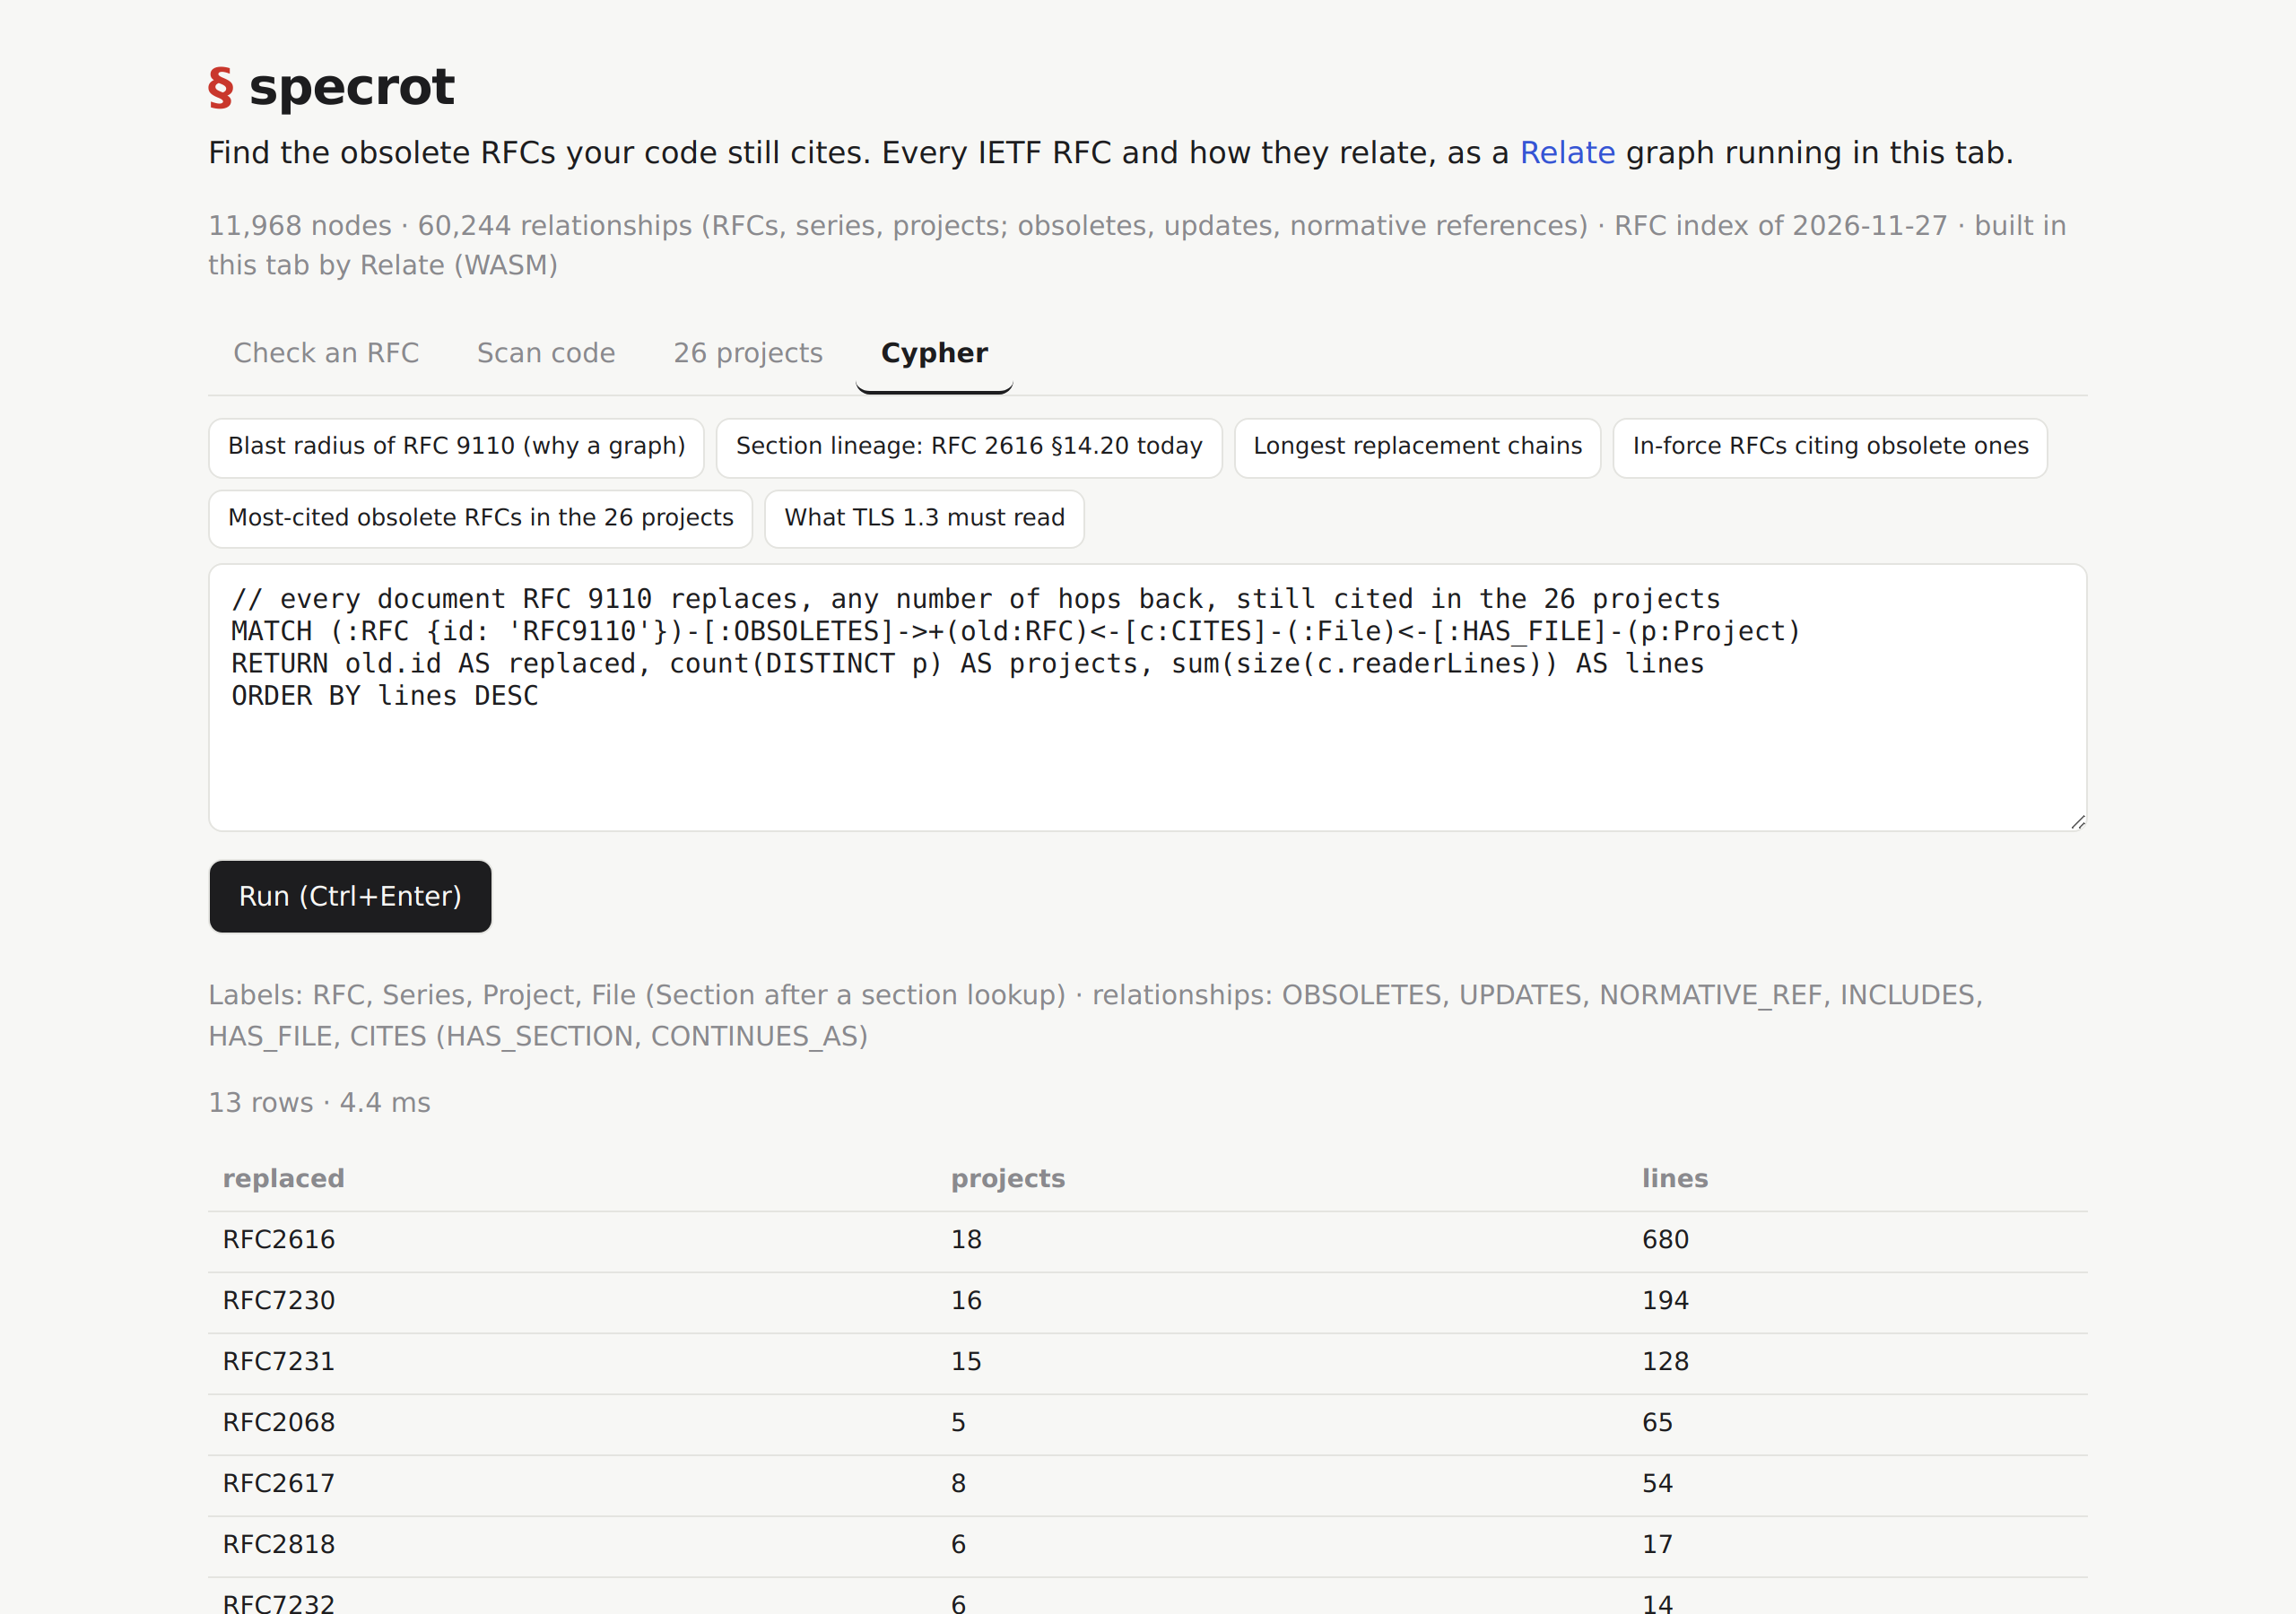 § specrot
Find the obsolete RFCs your code still cites. Every IETF RFC and how they relate, as a Relate graph running in this tab.
11,968 nodes · 60,244 relationships (RFCs, series, projects; obsoletes, updates, normative references) · RFC index of 2026-11-27 · built in
this tab by Relate (WASM)
Check an RFC Scan code 26 projects Cypher
Blast radius of RFC 9110 (why a graph) Section lineage: RFC 2616 §14.20 today Longest replacement chains In-force RFCs citing obsolete ones
Most-cited obsolete RFCs in the 26 projects What TLS 1.3 must read
// every document RFC 9110 replaces, any number of hops back, still cited in the 26 projects
MATCH (:RFC {id: 'RFC9110'})-[:OBSOLETES]->+(old:RFC)<-[c:CITES]-(:File)<-[:HAS_FILE]-(p:Project)
RETURN old.id AS replaced, count(DISTINCT p) AS projects, sum(size(c.readerLines)) AS lines
ORDER BY lines DESC
Run (Ctrl+Enter)
Labels: RFC, Series, Project, File (Section after a section lookup) · relationships: OBSOLETES, UPDATES, NORMATIVE_REF, INCLUDES,
HAS_FILE, CITES (HAS_SECTION, CONTINUES_AS)
13 rows · 4.4 ms
replaced projects lines
RFC2616 18 680
RFC7230 16 194
RFC7231 15 128
RFC2068 5 65
RFC2617 8 54
RFC2818 6 17
RFC7232 6 14